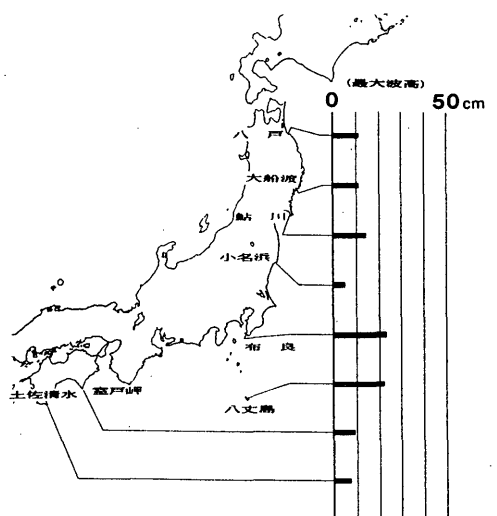 (最大波高)
0 50cm
八戸
大船渡
鮎川
小名浜
布良
八丈島
土佐清水
室戸岬